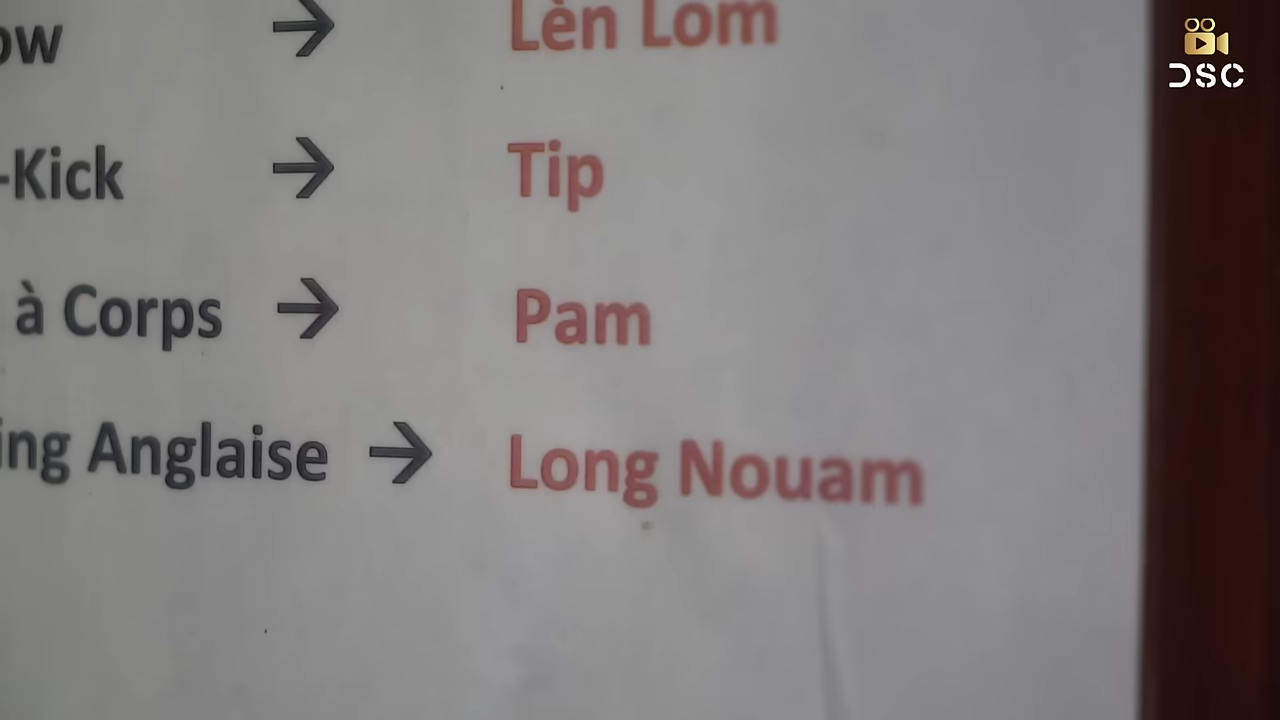 ow → Lèn Lom
-Kick → Tip
à Corps → Pam
ing Anglaise → Long Nouam
DSC